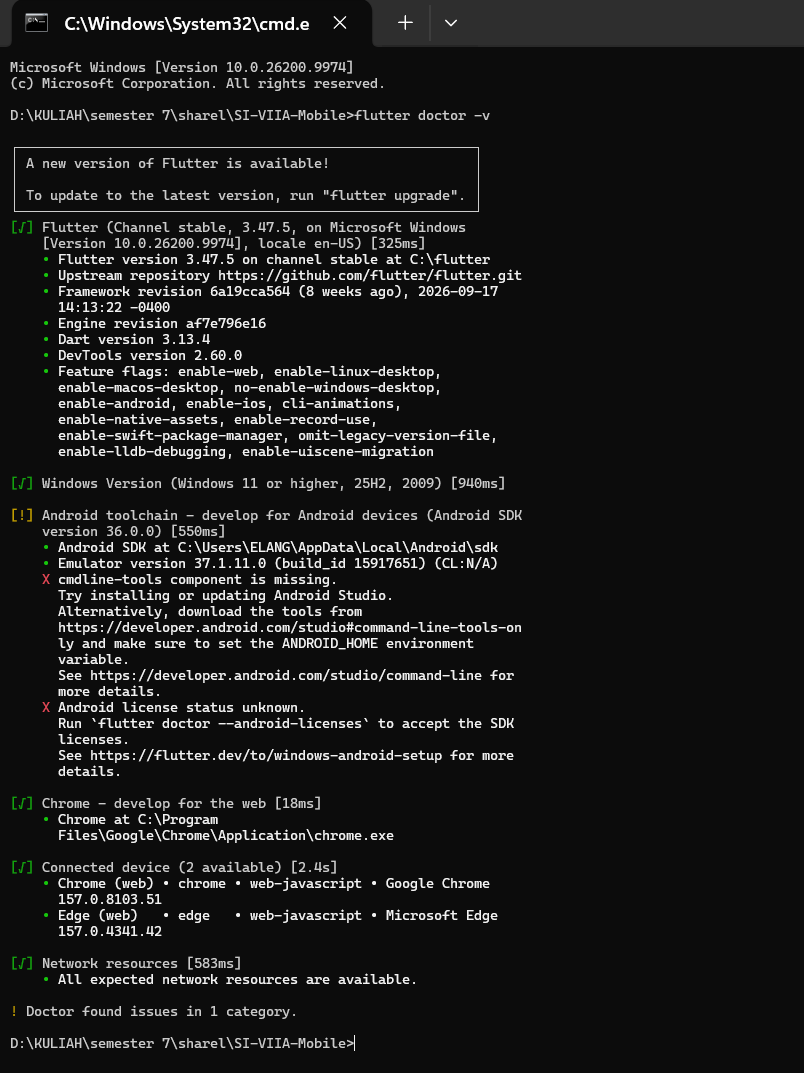 C:\Windows\System32\cmd.e
Microsoft Windows [Version 10.0.26200.9974]
(c) Microsoft Corporation. All rights reserved.
D:\KULIAH\semester 7\sharel\SI-VIIA-Mobile>flutter doctor -v
A new version of Flutter is available!
To update to the latest version, run "flutter upgrade".
[√] Flutter (Channel stable, 3.47.5, on Microsoft Windows
[Version 10.0.26200.9974], locale en-US) [325ms]
• Flutter version 3.47.5 on channel stable at C:\flutter
• Upstream repository https://github.com/flutter/flutter.git
• Framework revision 6a19cca564 (8 weeks ago), 2026-09-17
14:13:22 -0400
• Engine revision af7e796e16
• Dart version 3.13.4
• DevTools version 2.60.0
• Feature flags: enable-web, enable-linux-desktop,
enable-macos-desktop, no-enable-windows-desktop,
enable-android, enable-ios, cli-animations,
enable-native-assets, enable-record-use,
enable-swift-package-manager, omit-legacy-version-file,
enable-lldb-debugging, enable-uiscene-migration
[√] Windows Version (Windows 11 or higher, 25H2, 2009) [940ms]
[!] Android toolchain - develop for Android devices (Android SDK
version 36.0.0) [550ms]
• Android SDK at C:\Users\ELANG\AppData\Local\Android\sdk
• Emulator version 37.1.11.0 (build_id 15917651) (CL:N/A)
X cmdline-tools component is missing.
Try installing or updating Android Studio.
Alternatively, download the tools from
https://developer.android.com/studio#command-line-tools-on
ly and make sure to set the ANDROID_HOME environment
variable.
See https://developer.android.com/studio/command-line for
more details.
X Android license status unknown.
Run `flutter doctor --android-licenses` to accept the SDK
licenses.
See https://flutter.dev/to/windows-android-setup for more
details.
[√] Chrome - develop for the web [18ms]
• Chrome at C:\Program
Files\Google\Chrome\Application\chrome.exe
[√] Connected device (2 available) [2.4s]
• Chrome (web) • chrome • web-javascript • Google Chrome
157.0.8103.51
• Edge (web)   • edge   • web-javascript • Microsoft Edge
157.0.4341.42
[√] Network resources [583ms]
• All expected network resources are available.
! Doctor found issues in 1 category.
D:\KULIAH\semester 7\sharel\SI-VIIA-Mobile>